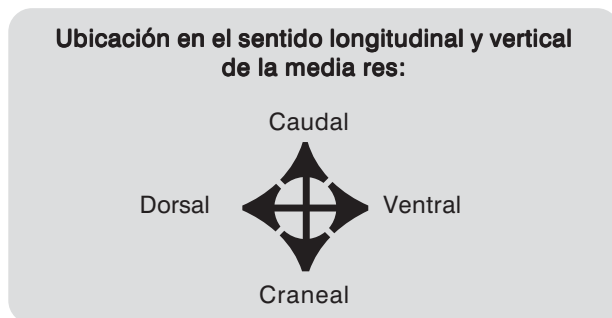 Ubicación en el sentido longitudinal y vertical
de la media res:
Caudal
Dorsal
Ventral
Craneal